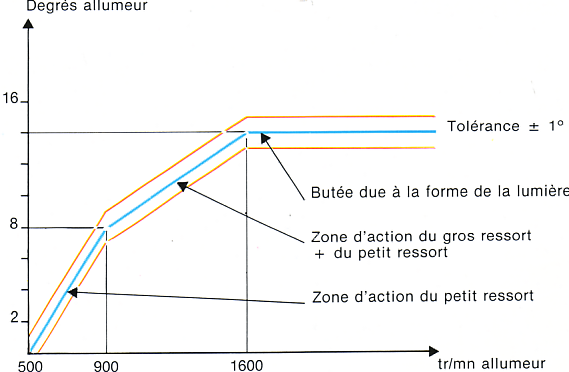 Degrés allumeur
16
Tolérance ± 1°
Butée due à la forme de la lumière
8
Zone d'action du gros ressort
+ du petit ressort
Zone d'action du petit ressort
2
500 900 1600 tr/mn allumeur